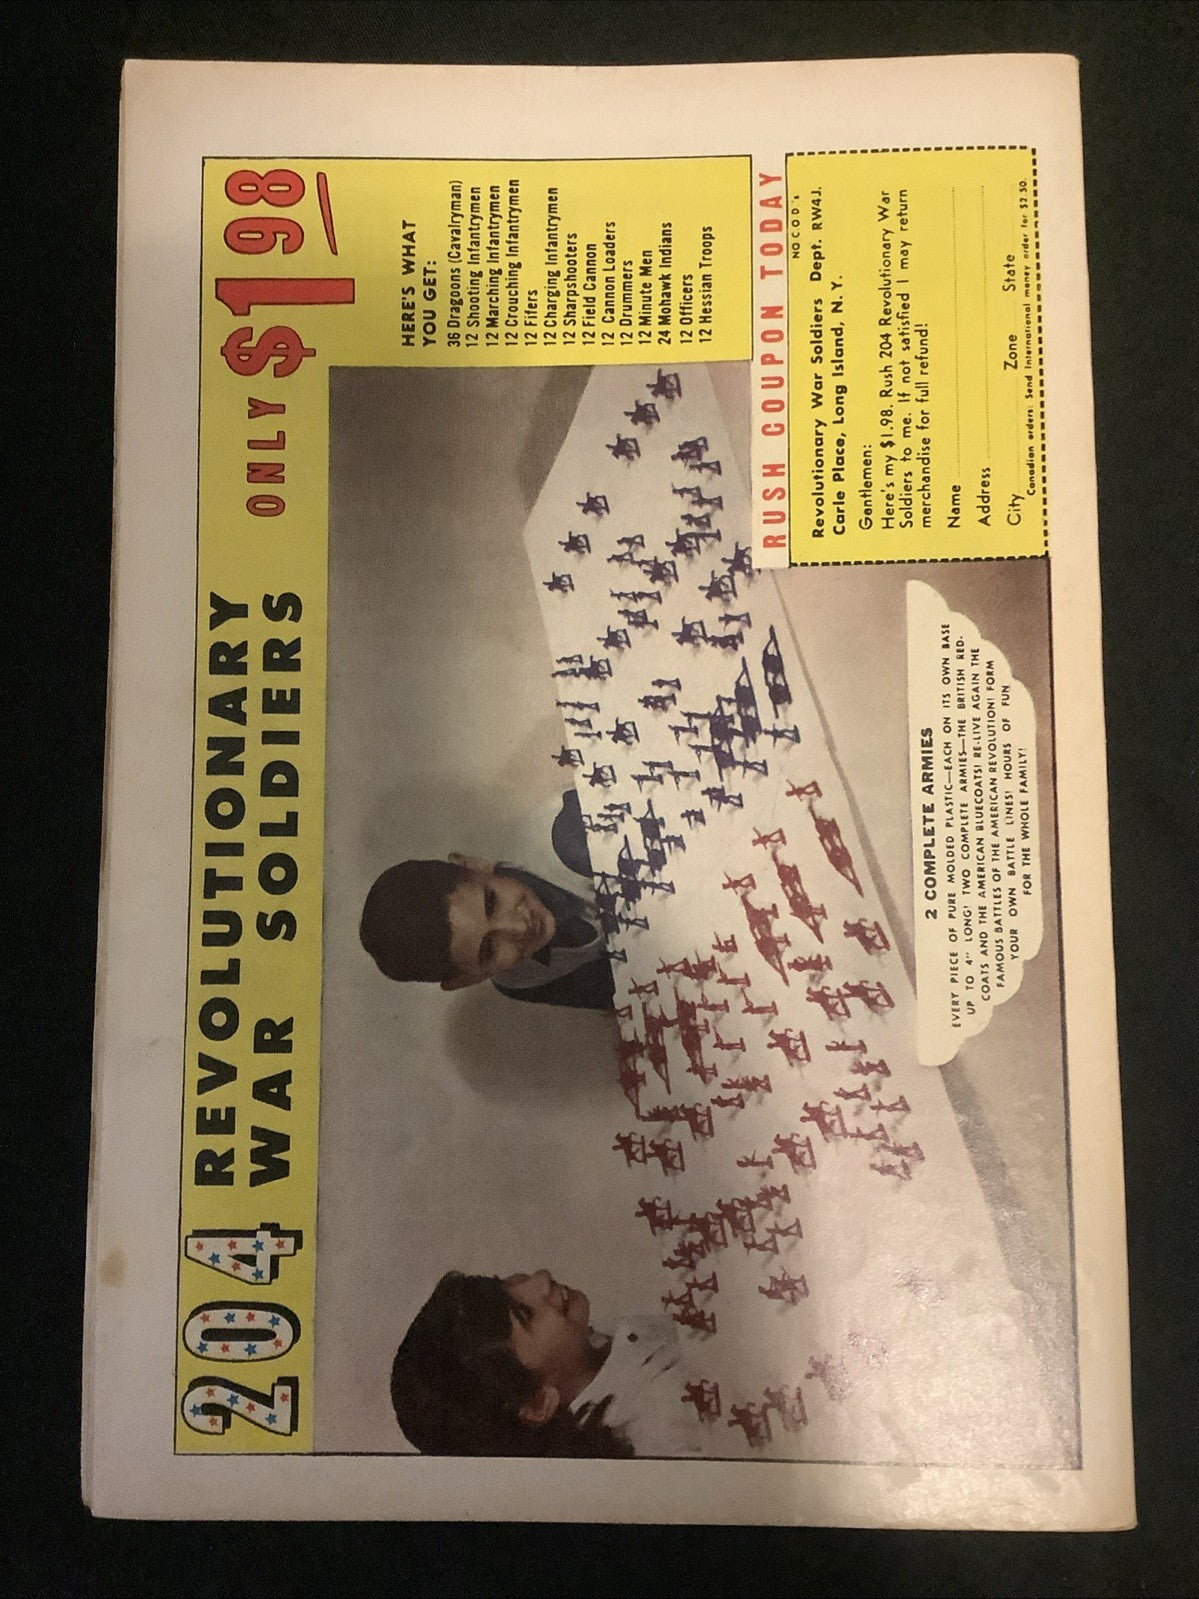 204 REVOLUTIONARY
WAR SOLDIERS
ONLY $1 98
HERE'S WHAT
YOU GET:
36 Dragoons (Cavalryman)
12 Shooting Infantrymen
12 Marching Infantrymen
12 Crouching Infantrymen
12 Fifers
12 Charging Infantrymen
12 Sharpshooters
12 Field Cannon
12 Cannon Loaders
12 Drummers
12 Minute Men
24 Mohawk Indians
12 Officers
12 Hessian Troops
RUSH COUPON TODAY
NO C.O.D.'s
Revolutionary War Soldiers Dept. RW41.
Carle Place, Long Island, N. Y.
Gentlemen:
Here's my $1.98. Rush 204 Revolutionary War
Soldiers to me. If not satisfied I may return
merchandise for full refund!
Name
Address
City Zone State
Canadian orders: Send International money order for $2.50.
2 COMPLETE ARMIES
EVERY PIECE OF PURE MOLDED PLASTIC—EACH ON ITS OWN BASE
UP TO 4" LONG! TWO COMPLETE ARMIES—THE BRITISH RED-
COATS AND THE AMERICAN BLUECOATS! RE-LIVE AGAIN THE
FAMOUS BATTLES OF THE AMERICAN REVOLUTION! FORM
YOUR OWN BATTLE LINES! HOURS OF FUN
FOR THE WHOLE FAMILY!